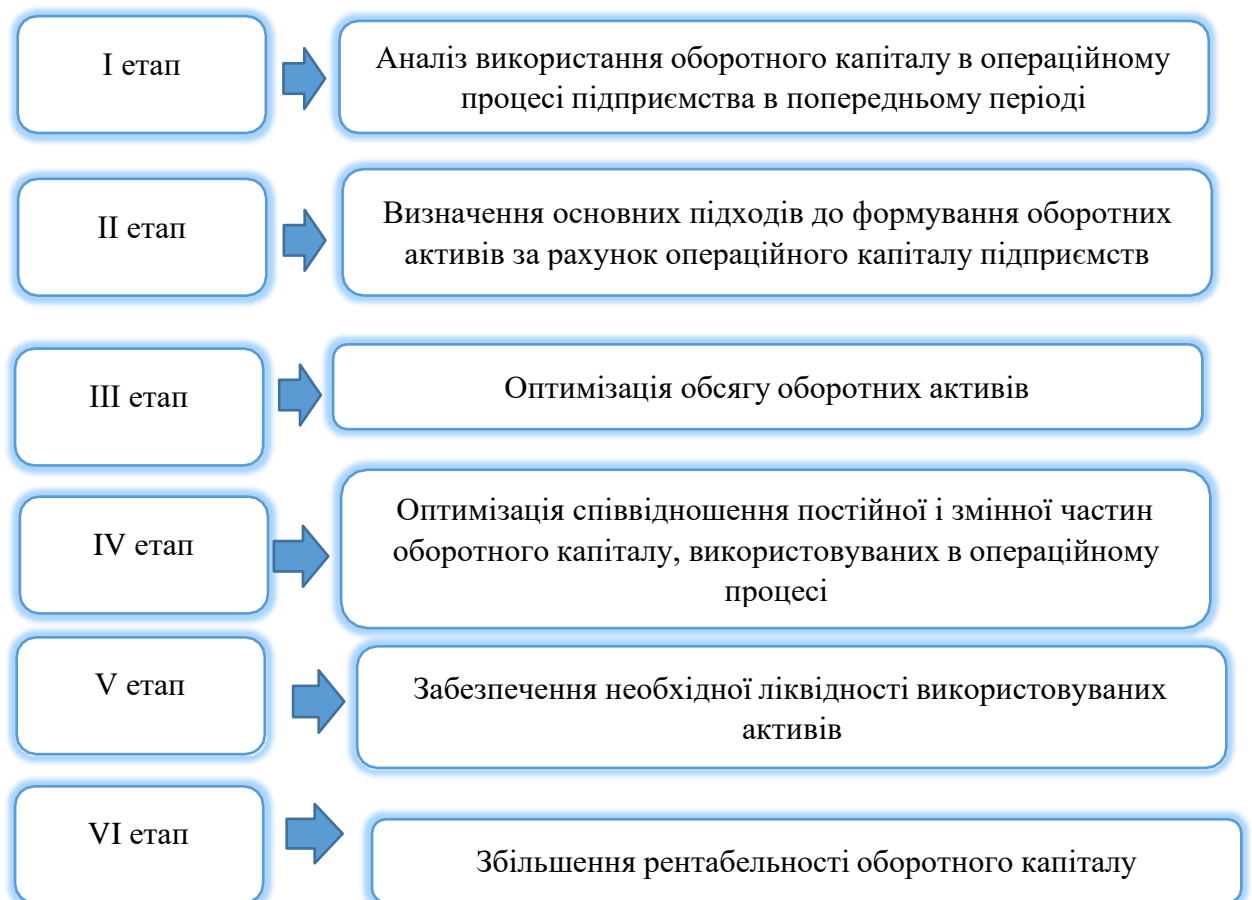 І етап
Аналіз використання оборотного капіталу в операційному
процесі підприємства в попередньому періоді
ІІ етап
Визначення основних підходів до формування оборотних
активів за рахунок операційного капіталу підприємств
ІІІ етап
Оптимізація обсягу оборотних активів
IV етап
Оптимізація співвідношення постійної і змінної частин
оборотного капіталу, використовуваних в операційному
процесі
V етап
Забезпечення необхідної ліквідності використовуваних
активів
VI етап
Збільшення рентабельності оборотного капіталу